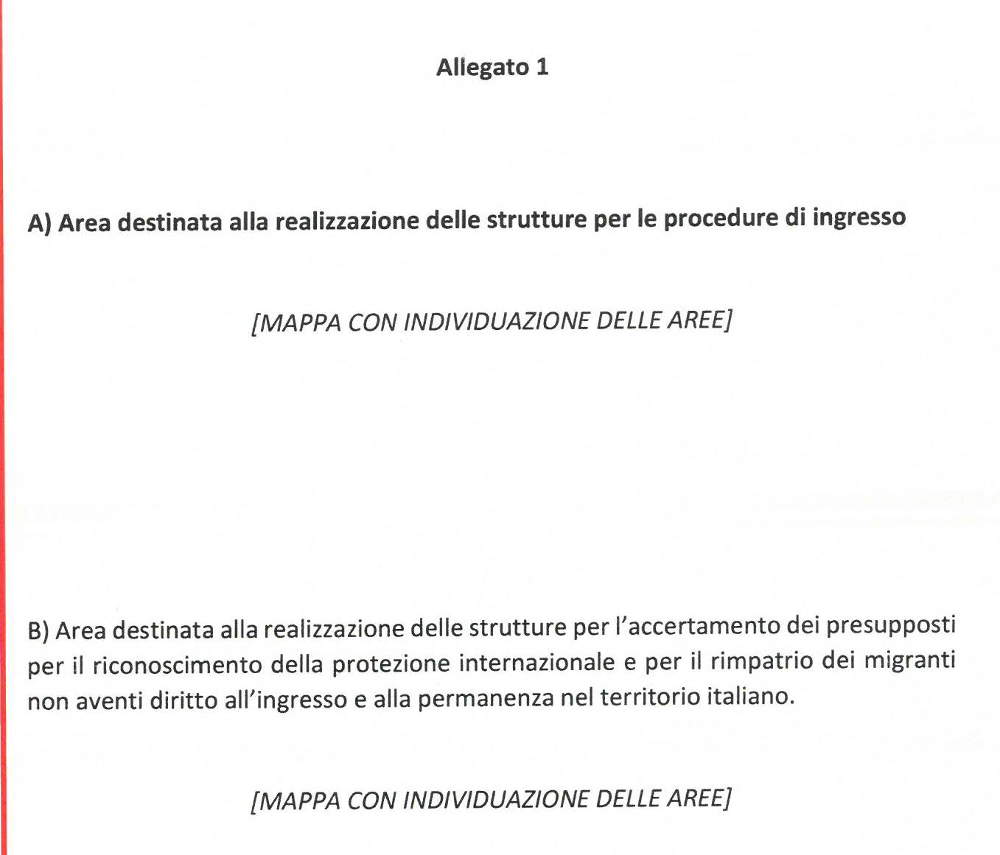 Allegato 1
A) Area destinata alla realizzazione delle strutture per le procedure di ingresso
[MAPPA CON INDIVIDUAZIONE DELLE AREE]
B) Area destinata alla realizzazione delle strutture per l’accertamento dei presupposti
per il riconoscimento della protezione internazionale e per il rimpatrio dei migranti
non aventi diritto all’ingresso e alla permanenza nel territorio italiano.
[MAPPA CON INDIVIDUAZIONE DELLE AREE]